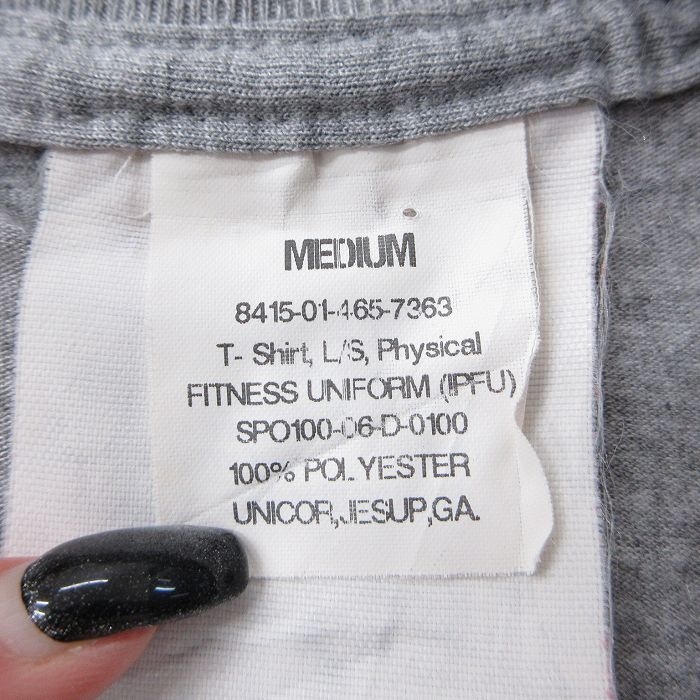 MEDIUM
8415-01-465-7363
T- Shirt, L/S, Physical
FITNESS UNIFORM (IPFU)
SPO100-06-D-0100
100% POLYESTER
UNICOR,JESUP,GA.